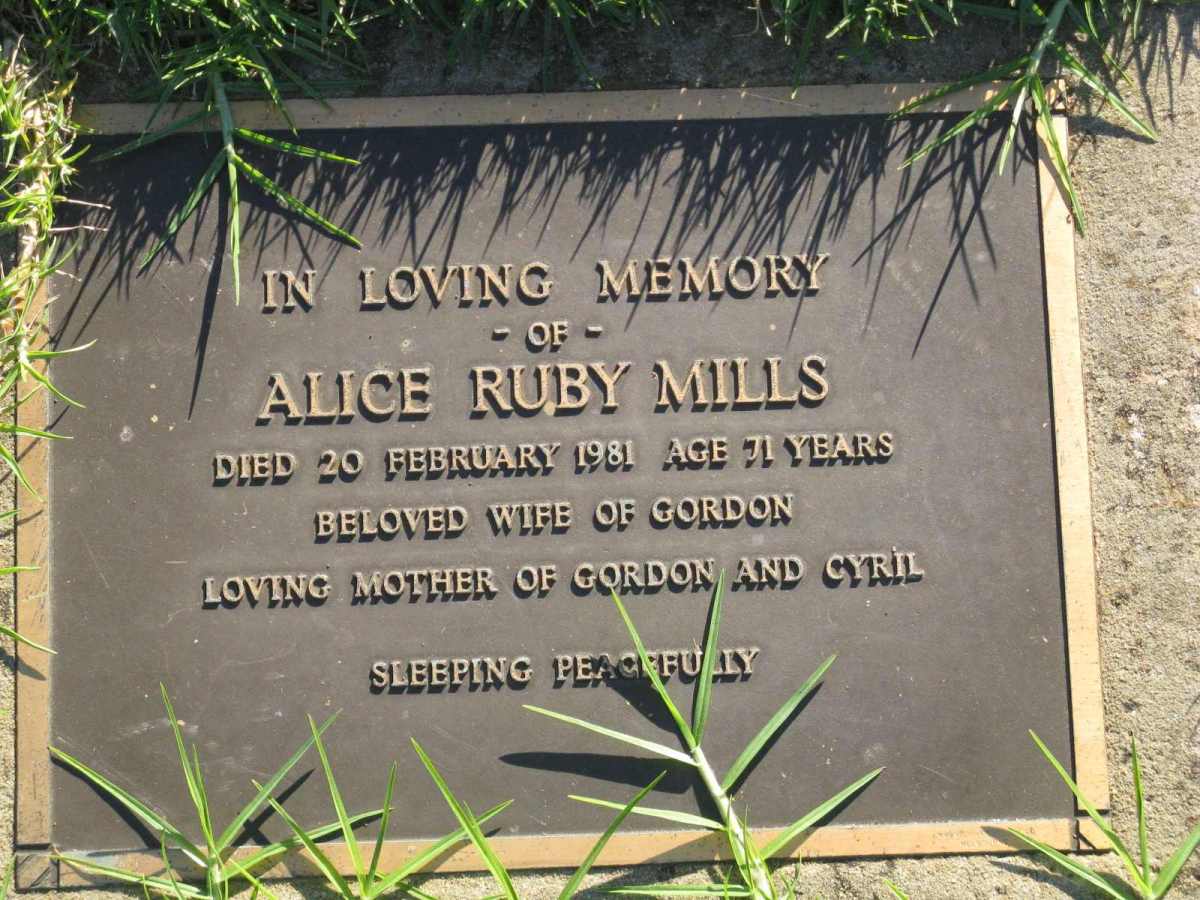 IN LOVING MEMORY
- OF -
ALICE RUBY MILLS
DIED 20 FEBRUARY 1981 AGE 71 YEARS
BELOVED WIFE OF GORDON
LOVING MOTHER OF GORDON AND CYRIL
SLEEPING PEACEFULLY